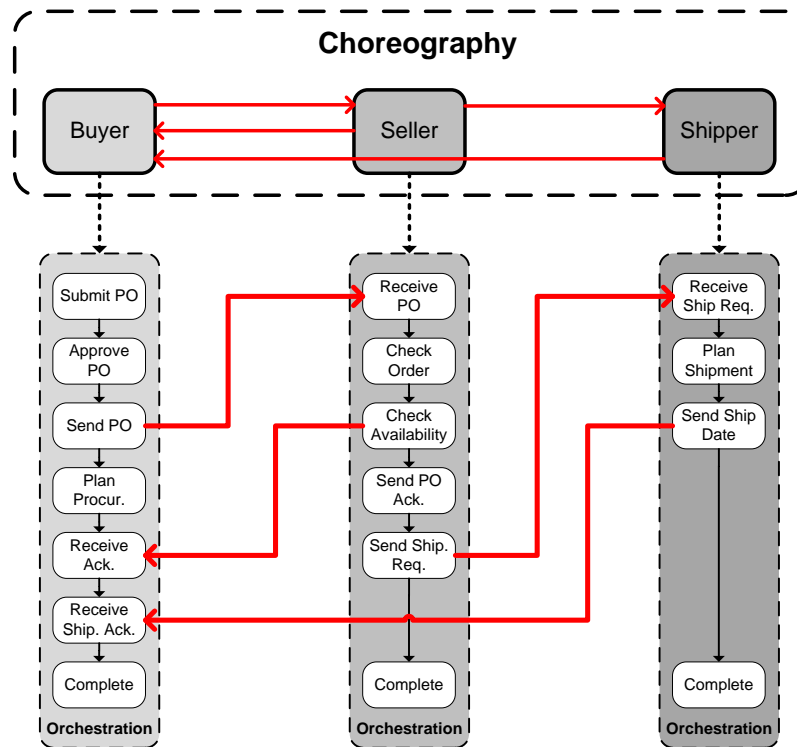 Choreography
Buyer
Seller
Shipper
Submit PO
Approve
PO
Send PO
Plan
Procur.
Receive
Ack.
Receive
Ship. Ack.
Complete
Orchestration
Receive
PO
Check
Order
Check
Availability
Send PO
Ack.
Send Ship.
Req.
Complete
Orchestration
Receive
Ship Req.
Plan
Shipment
Send Ship
Date
Complete
Orchestration